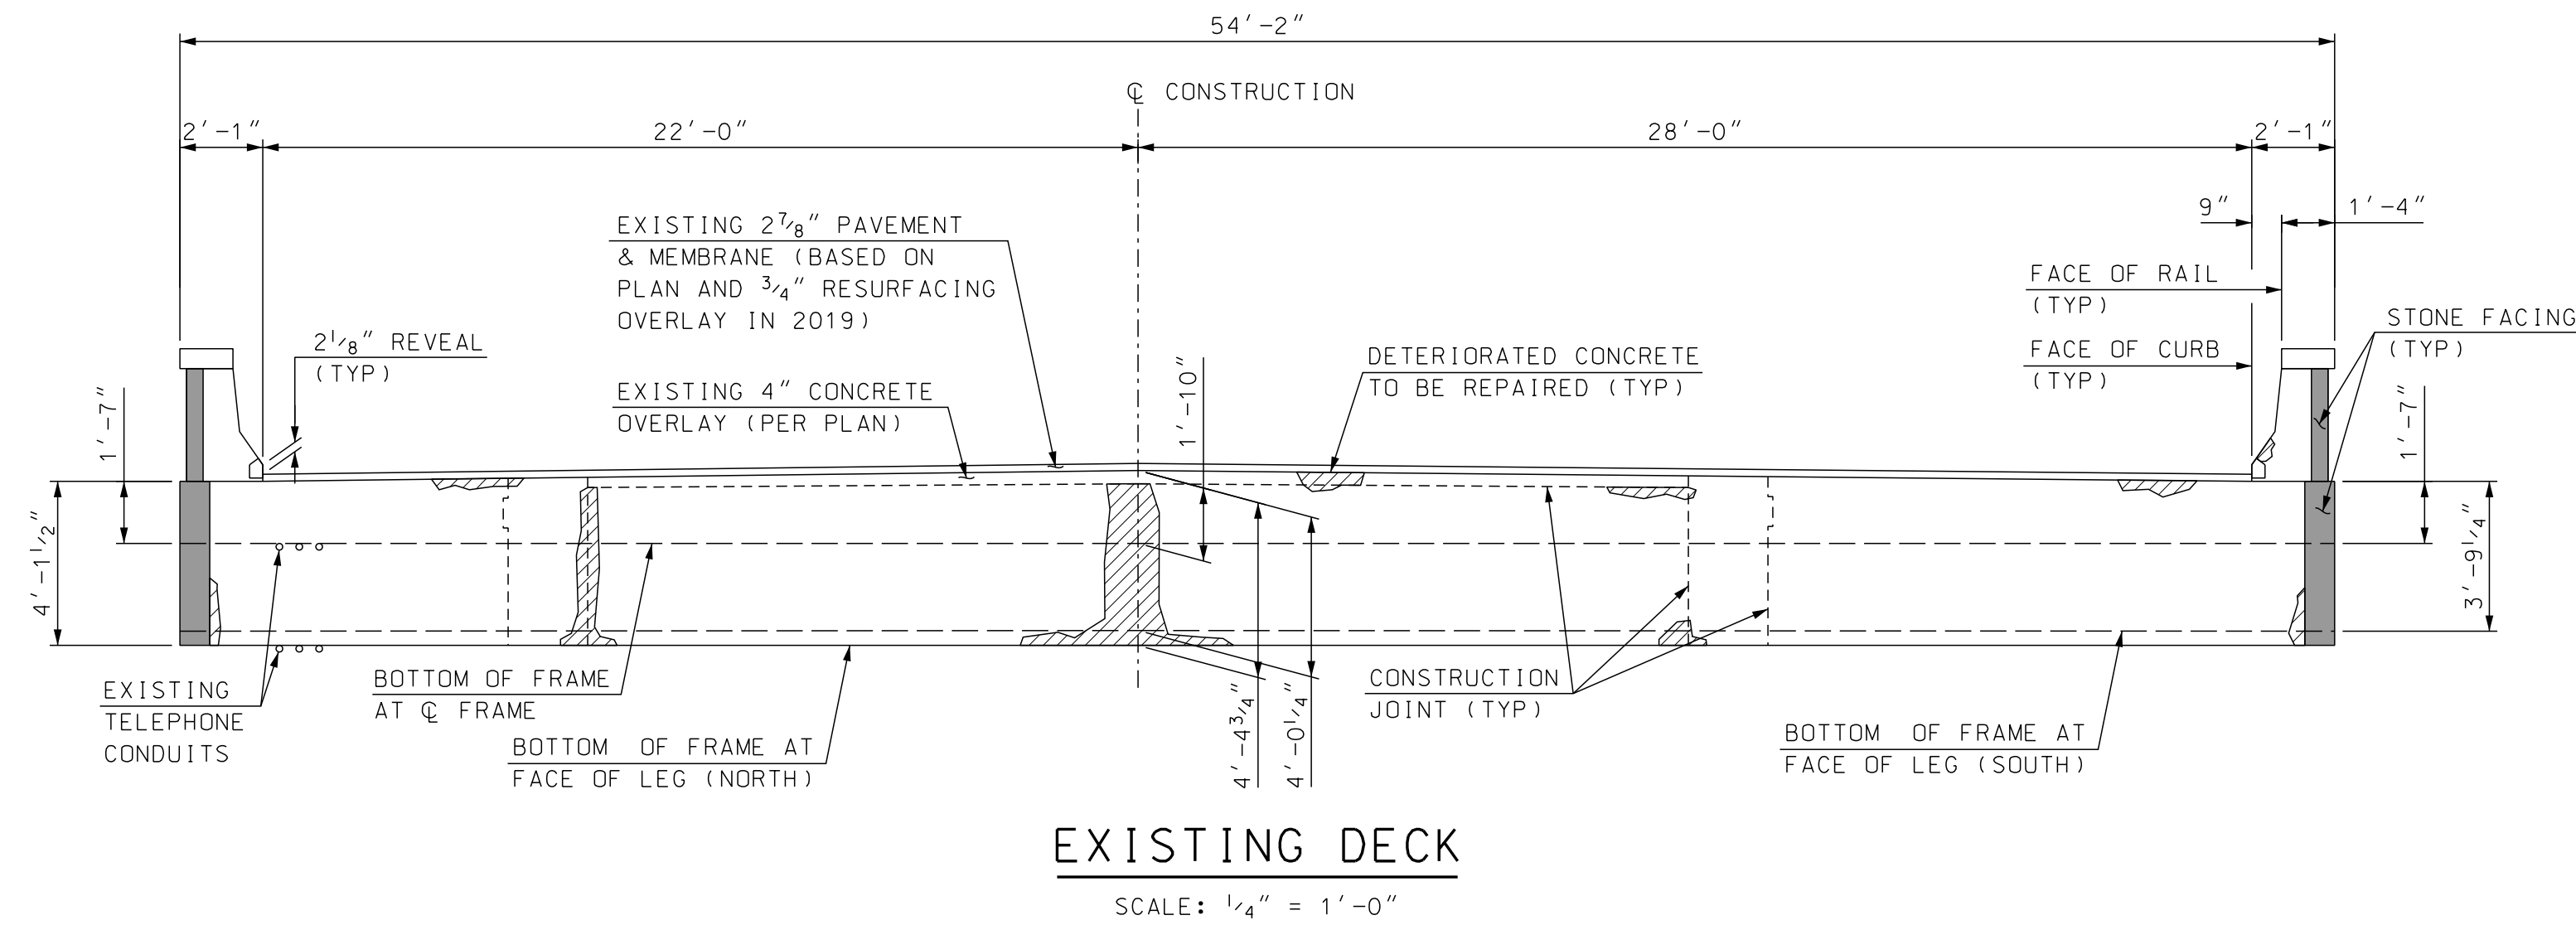 54'-2"
℄ CONSTRUCTION
2'-1"
22'-0"
28'-0"
2'-1"
9"
1'-4"
EXISTING 2⅞" PAVEMENT
& MEMBRANE (BASED ON
PLAN AND ¾" RESURFACING
OVERLAY IN 2019)
FACE OF RAIL
(TYP)
STONE FACING
(TYP)
2⅛" REVEAL
(TYP)
FACE OF CURB
(TYP)
DETERIORATED CONCRETE
TO BE REPAIRED (TYP)
EXISTING 4" CONCRETE
OVERLAY (PER PLAN)
1'-7"
1'-10"
1'-7"
4'-1½"
3'-9¼"
EXISTING
TELEPHONE
CONDUITS
BOTTOM OF FRAME
AT ℄ FRAME
BOTTOM OF FRAME AT
FACE OF LEG (NORTH)
4'-4¾"
4'-0¼"
CONSTRUCTION
JOINT (TYP)
BOTTOM OF FRAME AT
FACE OF LEG (SOUTH)
EXISTING DECK
SCALE: ¼" = 1'-0"